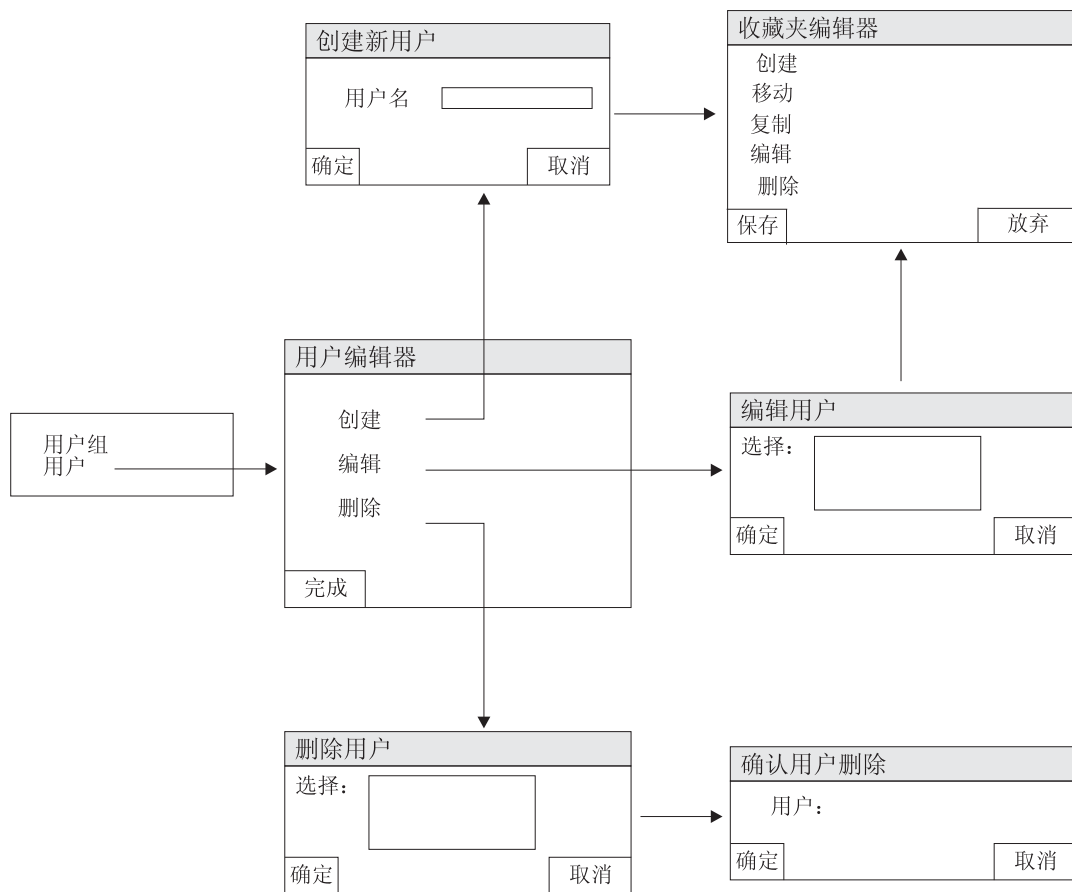 创建新用户
用户名
确定
取消
收藏夹编辑器
创建
移动
复制
编辑
删除
保存
放弃
用户组
用户
用户编辑器
创建
编辑
删除
完成
编辑用户
选择:
确定
取消
删除用户
选择:
确定
取消
确认用户删除
用户:
确定
取消